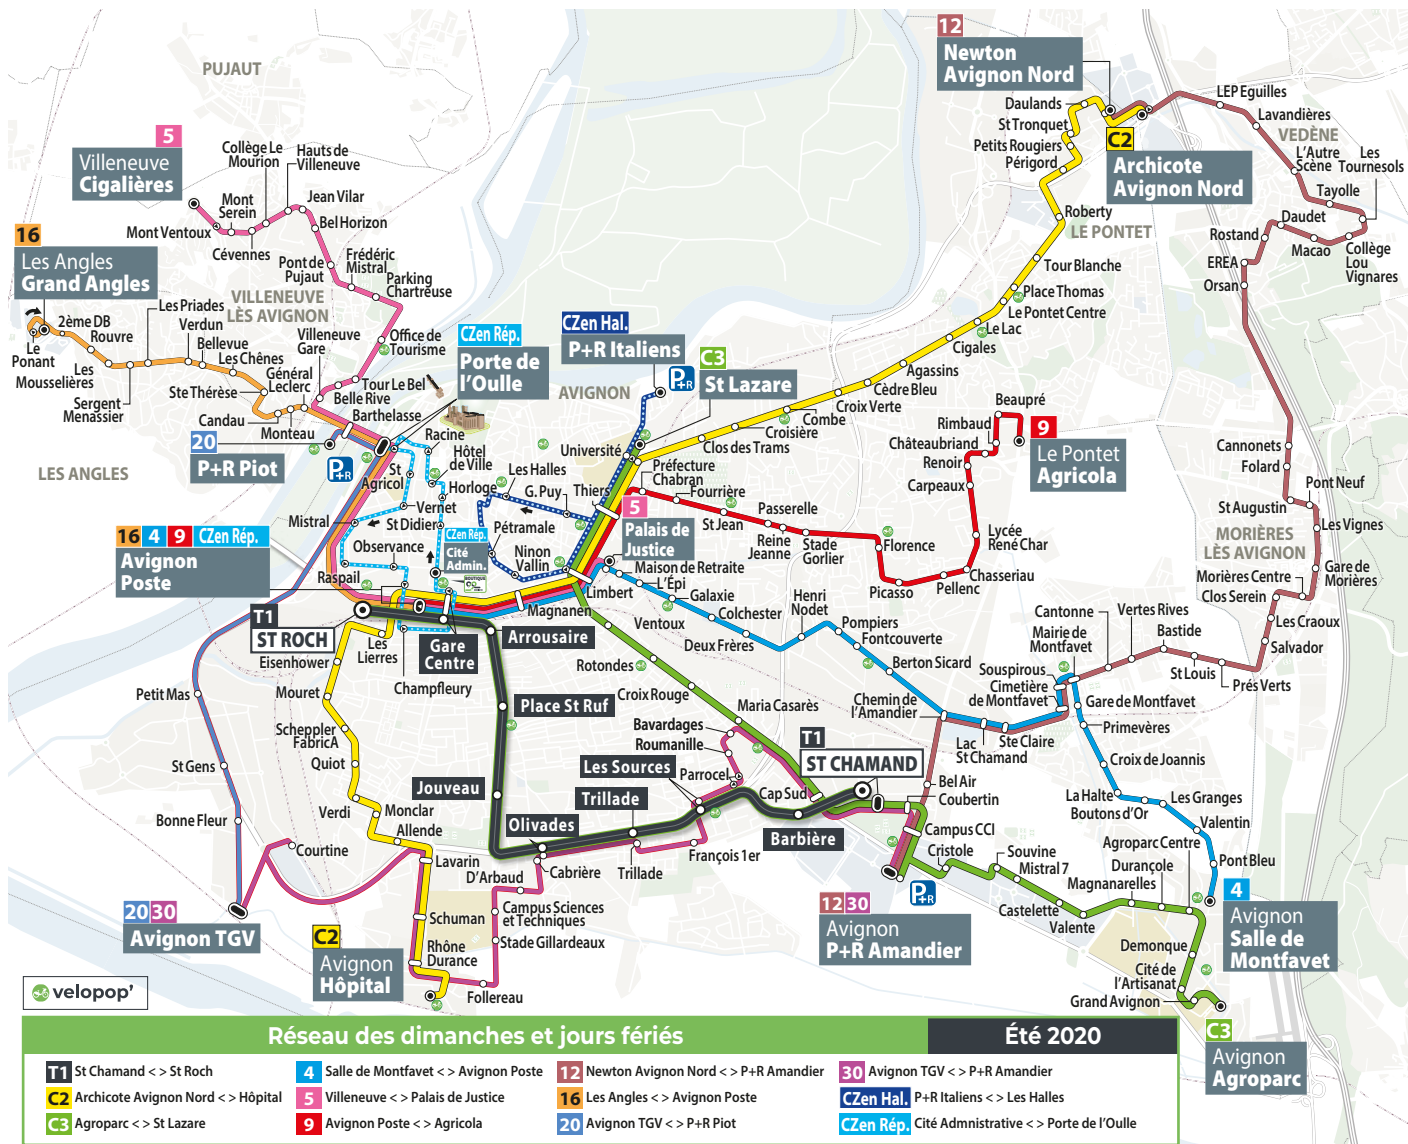 PUJAUT
12
Newton
Avignon Nord
Daulands
St Tronquet
Petits Rougiers
Périgord
C2
Archicote
Avignon Nord
LEP Eguilles
Lavandières
VEDÈNE
L'Autre
Scène
Les
Tournesols
Tayolle
Daudet
Rostand
Macao
Collège
Lou
Vignares
EREA
Orsan
5
Villeneuve
Cigalières
Collège Le
Mourion
Hauts de
Villeneuve
Mont
Serein
Jean Vilar
Mont Ventoux
Bel Horizon
Cévennes
Pont de
Pujaut
Frédéric
Mistral
Parking
Chartreuse
Roberty
LE PONTET
Tour Blanche
Place Thomas
Le Pontet Centre
Le Lac
Cigales
Agassins
Cèdre Bleu
Croix Verte
Combe
Croisière
Clos des Trams
16
Les Angles
Grand Angles
VILLENEUVE
LÈS AVIGNON
Les Priades
2ème DB
Rouvre
Verdun
Bellevue
Les Chênes
Le
Ponant
Les
Mousselières
Sergent
Menassier
Ste Thérèse
Général
Leclerc
Candau
Monteau
Villeneuve
Gare
Office de
Tourisme
Tour Le Bel
Belle Rive
Barthelasse
CZen Rép.
Porte de
l'Oulle
CZen Hal.
P+R Italiens
P+R
C3
St Lazare
AVIGNON
20
P+R Piot
P+R
LES ANGLES
Racine
Hôtel
de Ville
St
Agricol
Horloge
Vernet
St Didier
Mistral
Observance
Raspail
Les Halles
G. Puy
Thiers
Université
Pétramale
Ninon
Vallin
CZen Rép.
Cité
Admin.
BOUTIQUE
Préfecture
Chabran
Fourrière
St Jean
Passerelle
Reine
Jeanne
Stade
Gorlier
Florence
Picasso
Pellenc
Chasseriau
Lycée
René Char
Carpeaux
Renoir
Châteaubriand
Rimbaud
Beaupré
9
Le Pontet
Agricola
Cannonets
Folard
Pont Neuf
St Augustin
Les Vignes
MORIÈRES
LÈS AVIGNON
Gare de
Morières
Morières Centre
Clos Serein
Les Craoux
Salvador
Prés Verts
St Louis
Bastide
Vertes Rives
Cantonne
Mairie de
Montfavet
Souspirous
Cimetière
de Montfavet
16 4 9 CZen Rép.
Avignon
Poste
5
Palais de
Justice
Maison de Retraite
L'Épi
Galaxie
Colchester
Ventoux
Deux Frères
Henri
Nodet
Pompiers
Fontcouverte
Berton Sicard
Chemin de
l'Amandier
Lac
St Chamand
Ste Claire
Gare de Montfavet
Primevères
Croix de Joannis
La Halte
Boutons d'Or
Les Granges
Valentin
Pont Bleu
4
Avignon
Salle de
Montfavet
T1
ST ROCH
Limbert
Magnanen
Arrousaire
Gare
Centre
Les
Lierres
Champfleury
Eisenhower
Mouret
Scheppler
FabricA
Quiot
Verdi
Monclar
Allende
Lavarin
Schuman
Rhône
Durance
Petit Mas
St Gens
Bonne Fleur
Courtine
20 30
Avignon TGV
C2
Avignon
Hôpital
Place St Ruf
Jouveau
Olivades
Trillade
Les Sources
Rotondes
Croix Rouge
Maria Casarès
Bavardages
Roumanille
Parrocel
Cap Sud
T1
ST CHAMAND
Barbière
Bel Air
Coubertin
Campus CCI
Cristole
Souvine
Mistral 7
Castelette
Valente
Magnanarelles
Durançole
Agroparc Centre
Demonque
Cité de
l'Artisanat
Grand Avignon
C3
Avignon
Agroparc
D'Arbaud
Cabrière
Trillade
François 1er
Campus Sciences
et Techniques
Stade Gillardeaux
Follereau
12 30
Avignon
P+R Amandier
P+R
velopop'
Réseau des dimanches et jours fériés
Été 2020
T1 St Chamand <> St Roch
4 Salle de Montfavet <> Avignon Poste
12 Newton Avignon Nord <> P+R Amandier
30 Avignon TGV <> P+R Amandier
C2 Archicote Avignon Nord <> Hôpital
5 Villeneuve <> Palais de Justice
16 Les Angles <> Avignon Poste
CZen Hal. P+R Italiens <> Les Halles
C3 Agroparc <> St Lazare
9 Avignon Poste <> Agricola
20 Avignon TGV <> P+R Piot
CZen Rép. Cité Admnistrative <> Porte de l'Oulle